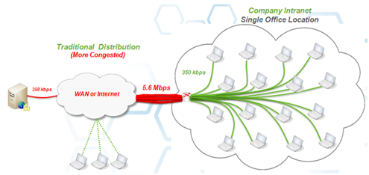 Company Intranet
Single Office Location
Traditional Distribution
(More Congested)
350 kbps
350 kbps
WAN or Internet
5.6 Mbps